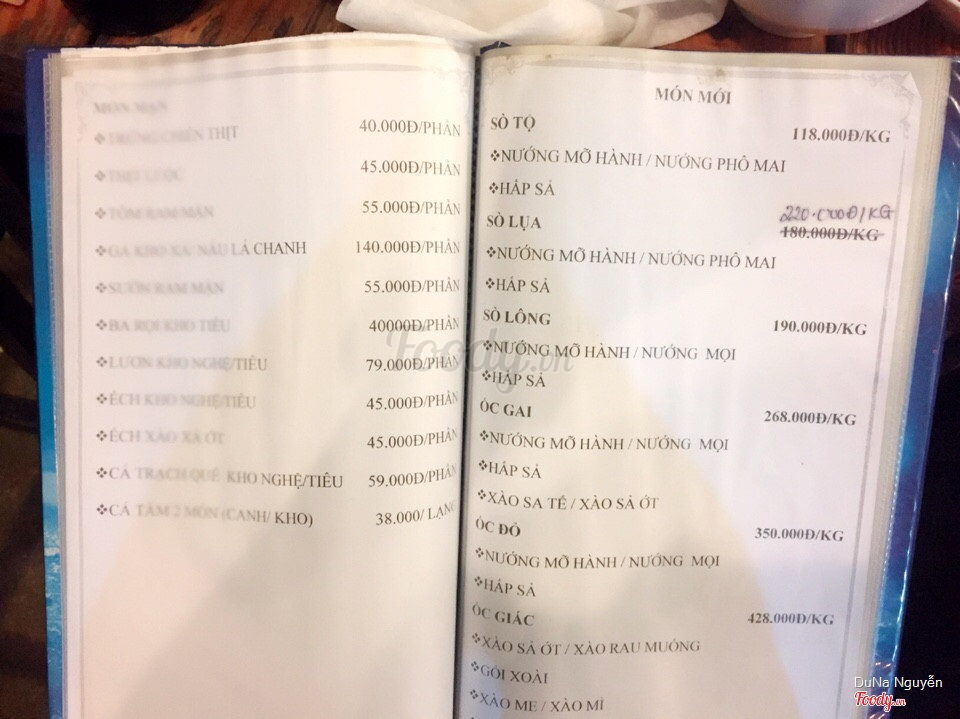 MÓN MẶN
❖TRỨNG CHIÊN THỊT 40.000Đ/PHẦN
❖THỊT LUỘC 45.000Đ/PHẦN
❖TÔM RAM MẶN 55.000Đ/PHẦN
❖GÀ KHO XẢ/ NẤU LÁ CHANH 140.000Đ/PHẦN
❖SƯỜN RAM MẶN 55.000Đ/PHẦN
❖BA RỌI KHO TIÊU 40000Đ/PHẦN
❖LƯƠN KHO NGHỆ/TIÊU 79.000Đ/PHẦN
❖ẾCH KHO NGHỆ/TIÊU 45.000Đ/PHẦN
❖ẾCH XÀO XẢ ỚT 45.000Đ/PHẦN
❖CÁ TRẠCH QUẾ KHO NGHỆ/TIÊU 59.000Đ/PHẦN
❖CÁ TẦM 2 MÓN (CANH/ KHO) 38.000/ LẠNG
MÓN MỚI
SÒ TỘ 118.000Đ/KG
❖NƯỚNG MỠ HÀNH / NƯỚNG PHÔ MAI
❖HẤP SẢ
SÒ LỤA 220.000Đ/KG
180.000Đ/KG
❖NƯỚNG MỠ HÀNH / NƯỚNG PHÔ MAI
❖HẤP SẢ
SÒ LÔNG 190.000Đ/KG
❖NƯỚNG MỠ HÀNH / NƯỚNG MỌI
❖HẤP SẢ
ỐC GAI 268.000Đ/KG
❖NƯỚNG MỠ HÀNH / NƯỚNG MỌI
❖HẤP SẢ
❖XÀO SA TẾ / XÀO SẢ ỚT
ỐC ĐỎ 350.000Đ/KG
❖NƯỚNG MỠ HÀNH / NƯỚNG MỌI
❖HẤP SẢ
ỐC GIÁC 428.000Đ/KG
❖XÀO SẢ ỚT / XÀO RAU MUỐNG
❖GỎI XOÀI
❖XÀO ME / XÀO MÌ
Foody.vn
DuNa Nguyễn
Foody.vn